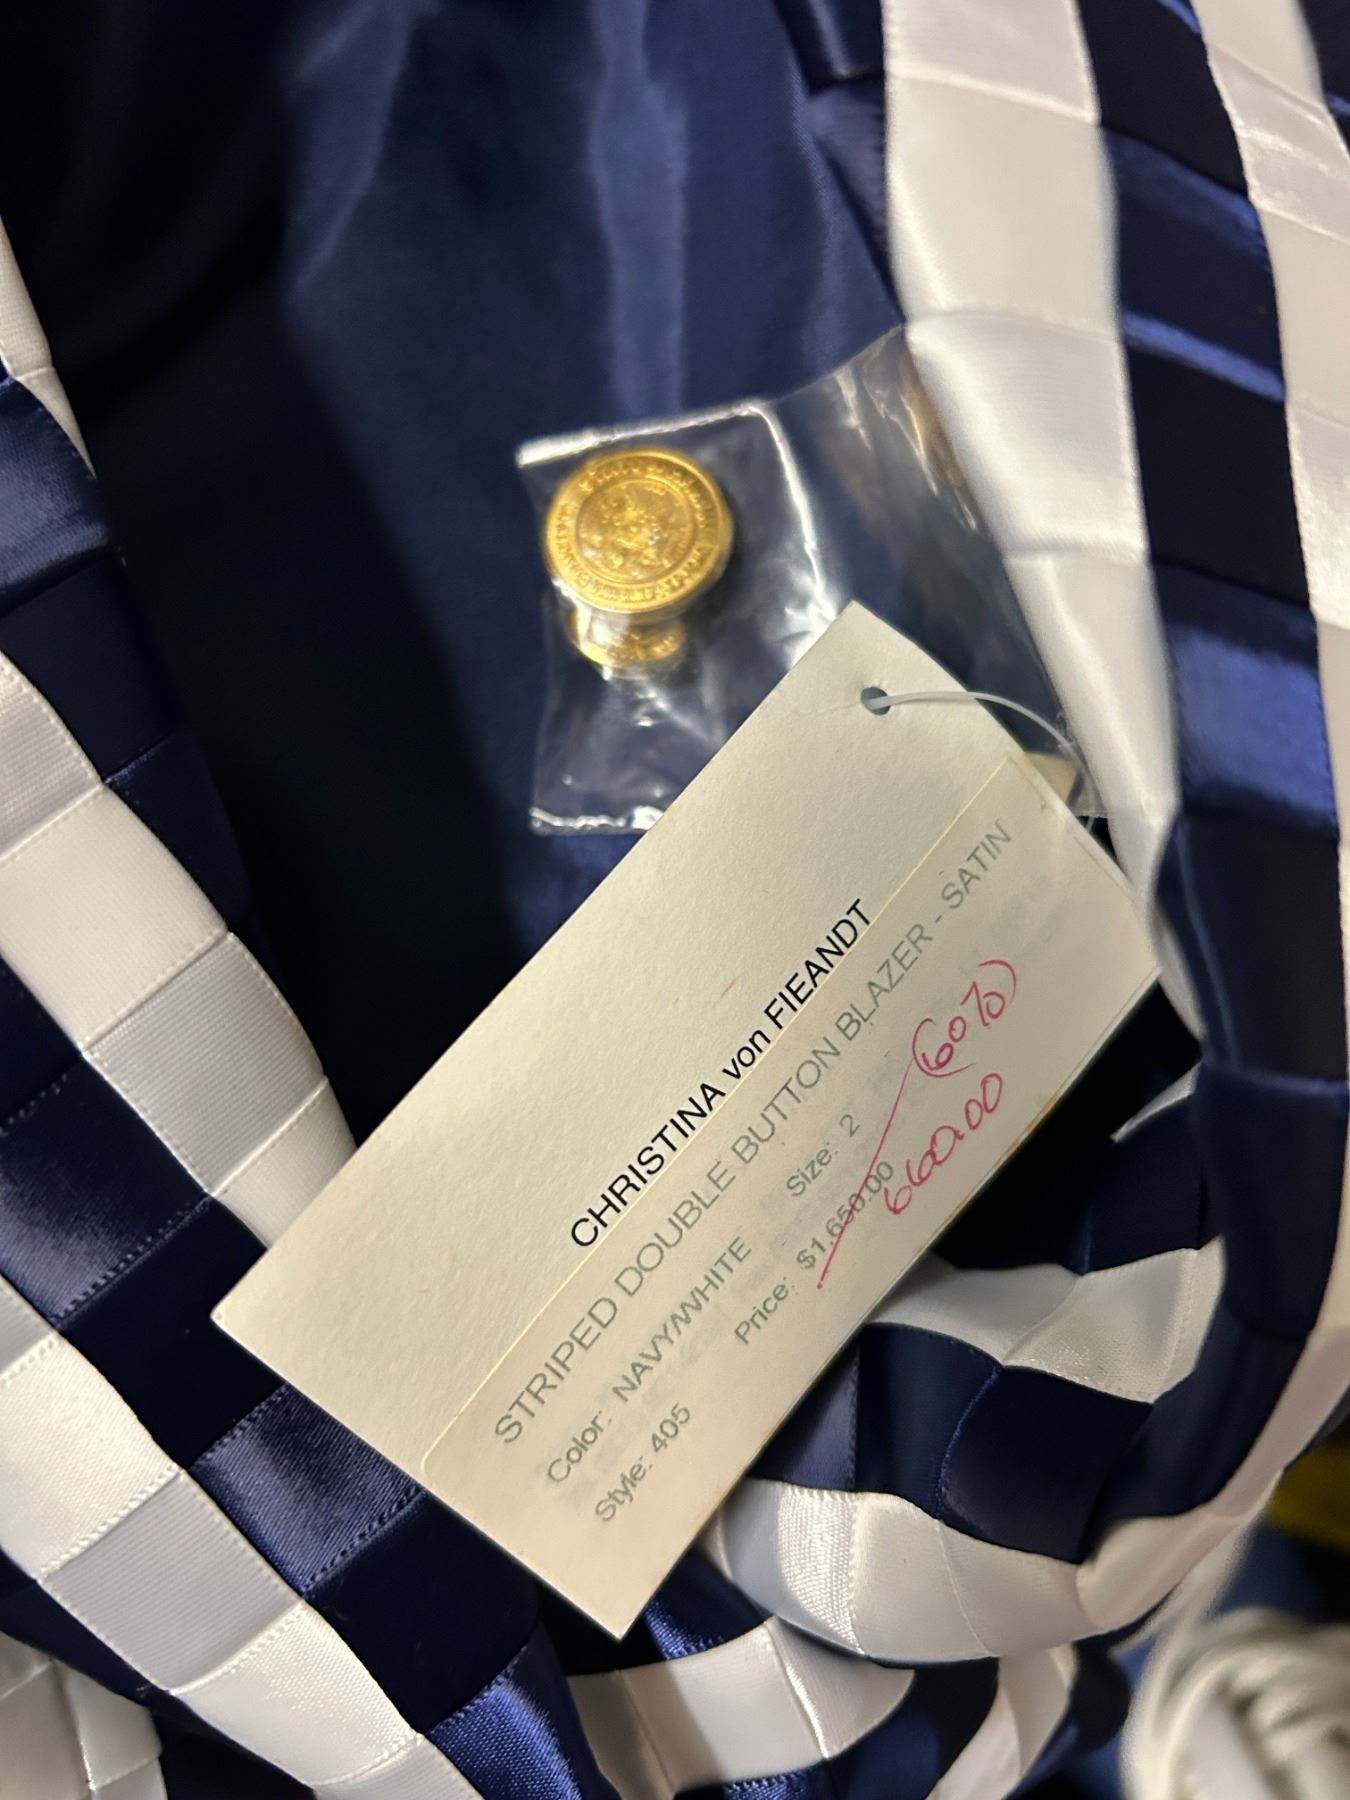 CHRISTINA von FIEANDT
STRIPED DOUBLE BUTTON BLAZER - SATIN
Color: NAVY/WHITE Size: 2
Style: 405 Price: $1,650.00
(60%)
660.00